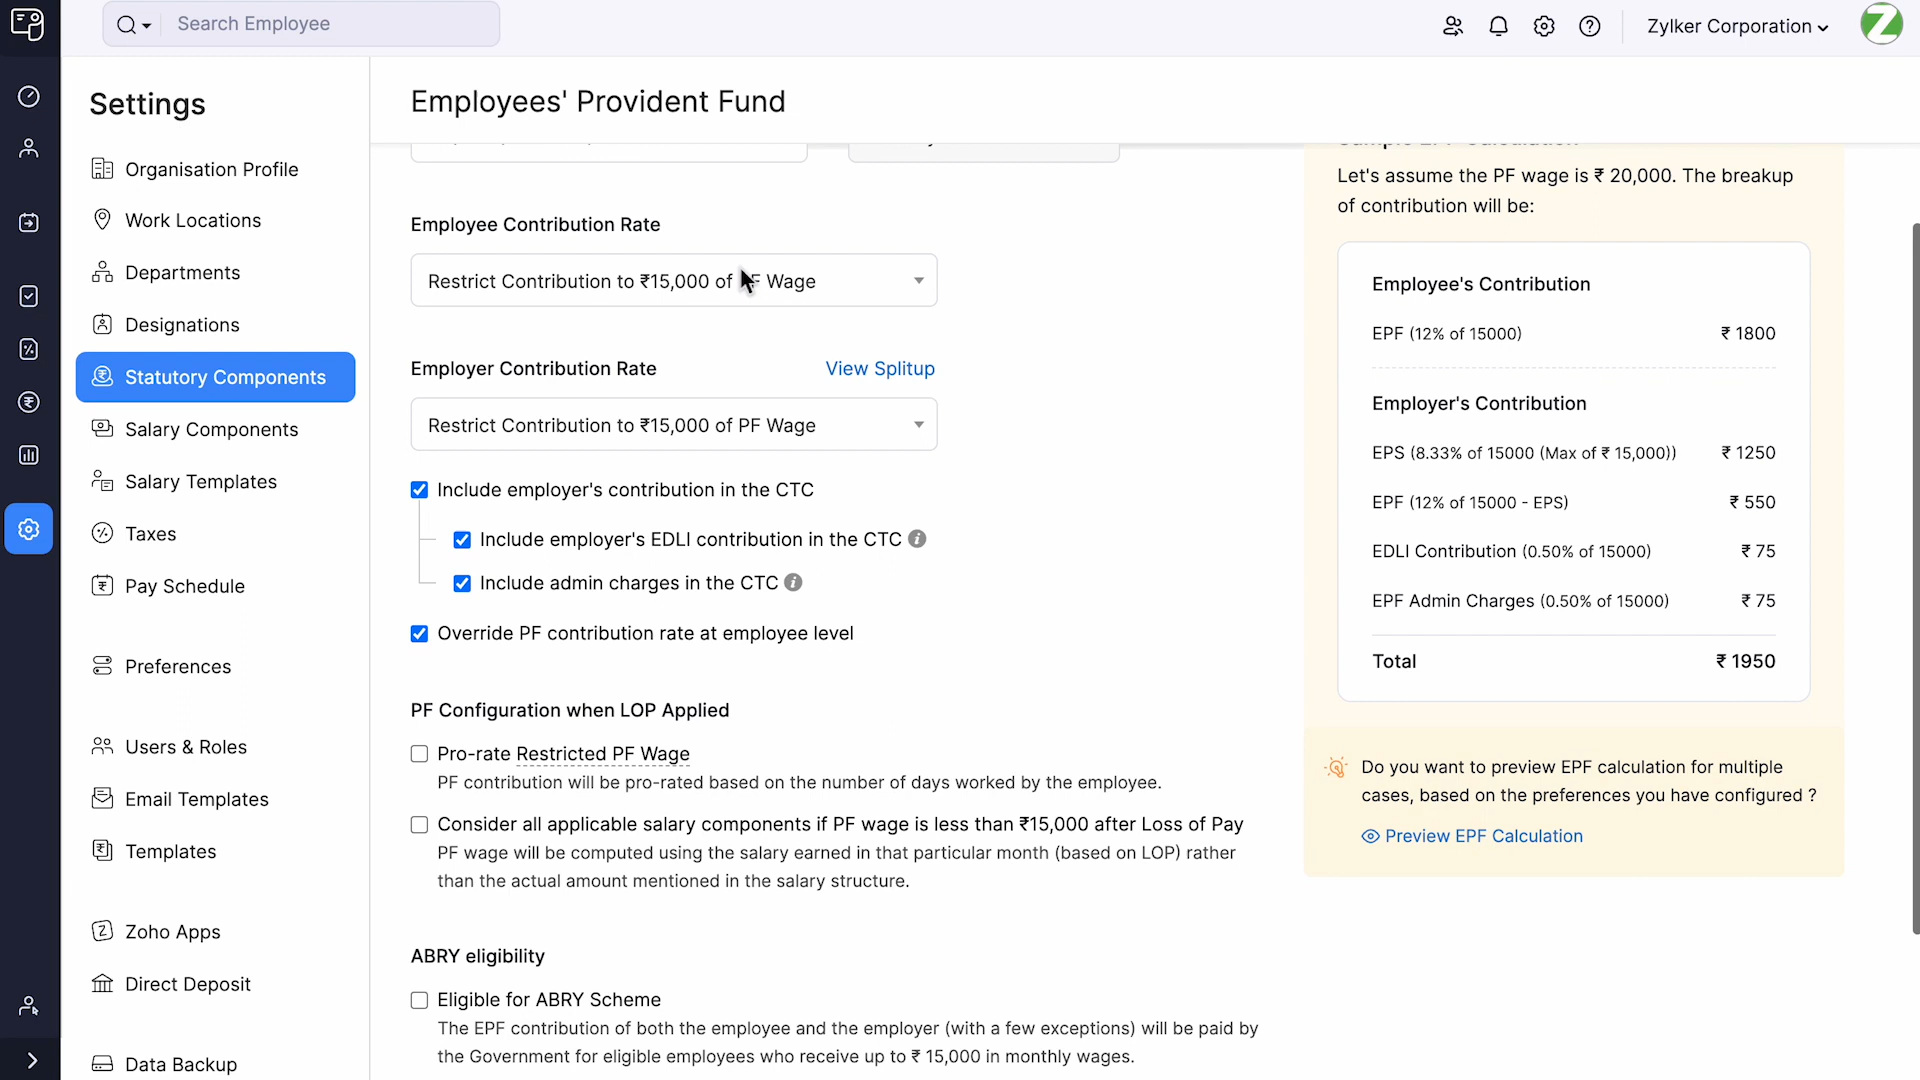 Search Employee
Zylker Corporation
Z
Settings
Organisation Profile
Work Locations
Departments
Designations
Statutory Components
Salary Components
Salary Templates
Taxes
Pay Schedule
Preferences
Users & Roles
Email Templates
Templates
Zoho Apps
Direct Deposit
Data Backup
Employees' Provident Fund
Employee Contribution Rate
Restrict Contribution to ₹15,000 of PF Wage
Employer Contribution Rate
View Splitup
Restrict Contribution to ₹15,000 of PF Wage
Include employer's contribution in the CTC
Include employer's EDLI contribution in the CTC
Include admin charges in the CTC
Override PF contribution rate at employee level
PF Configuration when LOP Applied
Pro-rate Restricted PF Wage
PF contribution will be pro-rated based on the number of days worked by the employee.
Consider all applicable salary components if PF wage is less than ₹15,000 after Loss of Pay
PF wage will be computed using the salary earned in that particular month (based on LOP) rather
than the actual amount mentioned in the salary structure.
ABRY eligibility
Eligible for ABRY Scheme
The EPF contribution of both the employee and the employer (with a few exceptions) will be paid by
the Government for eligible employees who receive up to ₹ 15,000 in monthly wages.
Let's assume the PF wage is ₹ 20,000. The breakup
of contribution will be:
Employee's Contribution
EPF (12% of 15000) ₹ 1800
Employer's Contribution
EPS (8.33% of 15000 (Max of ₹ 15,000)) ₹ 1250
EPF (12% of 15000 - EPS) ₹ 550
EDLI Contribution (0.50% of 15000) ₹ 75
EPF Admin Charges (0.50% of 15000) ₹ 75
Total ₹ 1950
Do you want to preview EPF calculation for multiple
cases, based on the preferences you have configured ?
Preview EPF Calculation